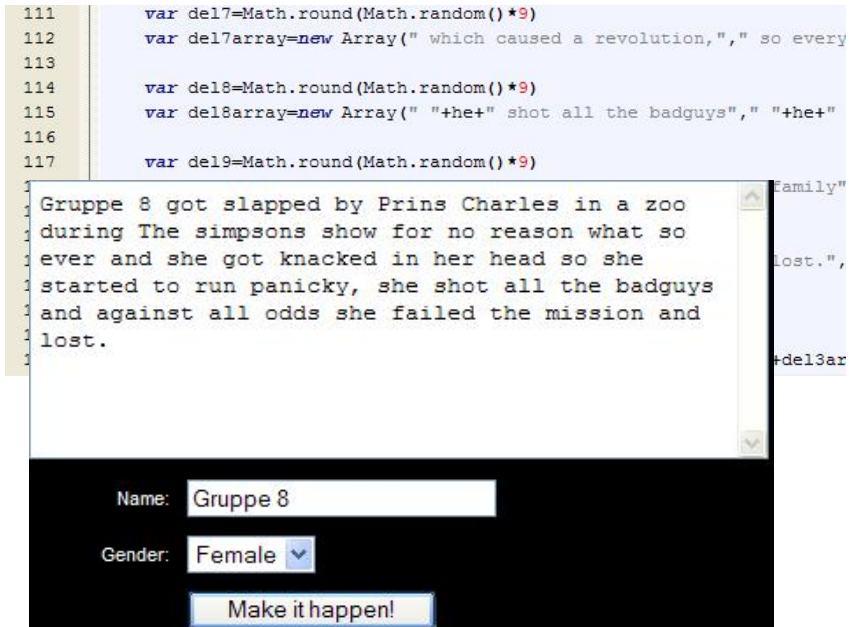 111 var del7=Math.round(Math.random()*9)
112 var del7array=new Array(" which caused a revolution,"," so every
113
114 var del8=Math.round(Math.random()*9)
115 var del8array=new Array(" "+he+" shot all the badguys"," "+he+"
116
117 var del9=Math.round(Math.random()*9)
family"
lost.",
+del3ar
Gruppe 8 got slapped by Prins Charles in a zoo
during The simpsons show for no reason what so
ever and she got knacked in her head so she
started to run panicky, she shot all the badguys
and against all odds she failed the mission and
lost.
Name: Gruppe 8
Gender: Female
Make it happen!